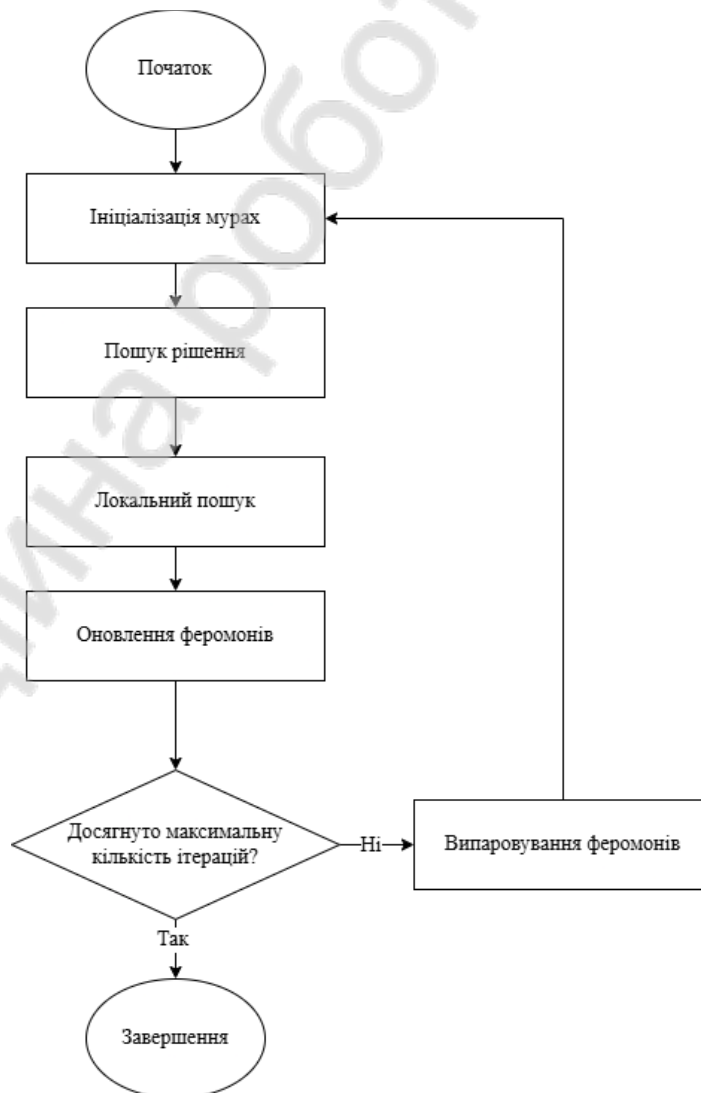 Початок
Ініціалізація мурах
Пошук рішення
Локальний пошук
Оновлення феромонів
Досягнуто максимальну
кількість ітерацій?
Ні
Випаровування феромонів
Так
Завершення